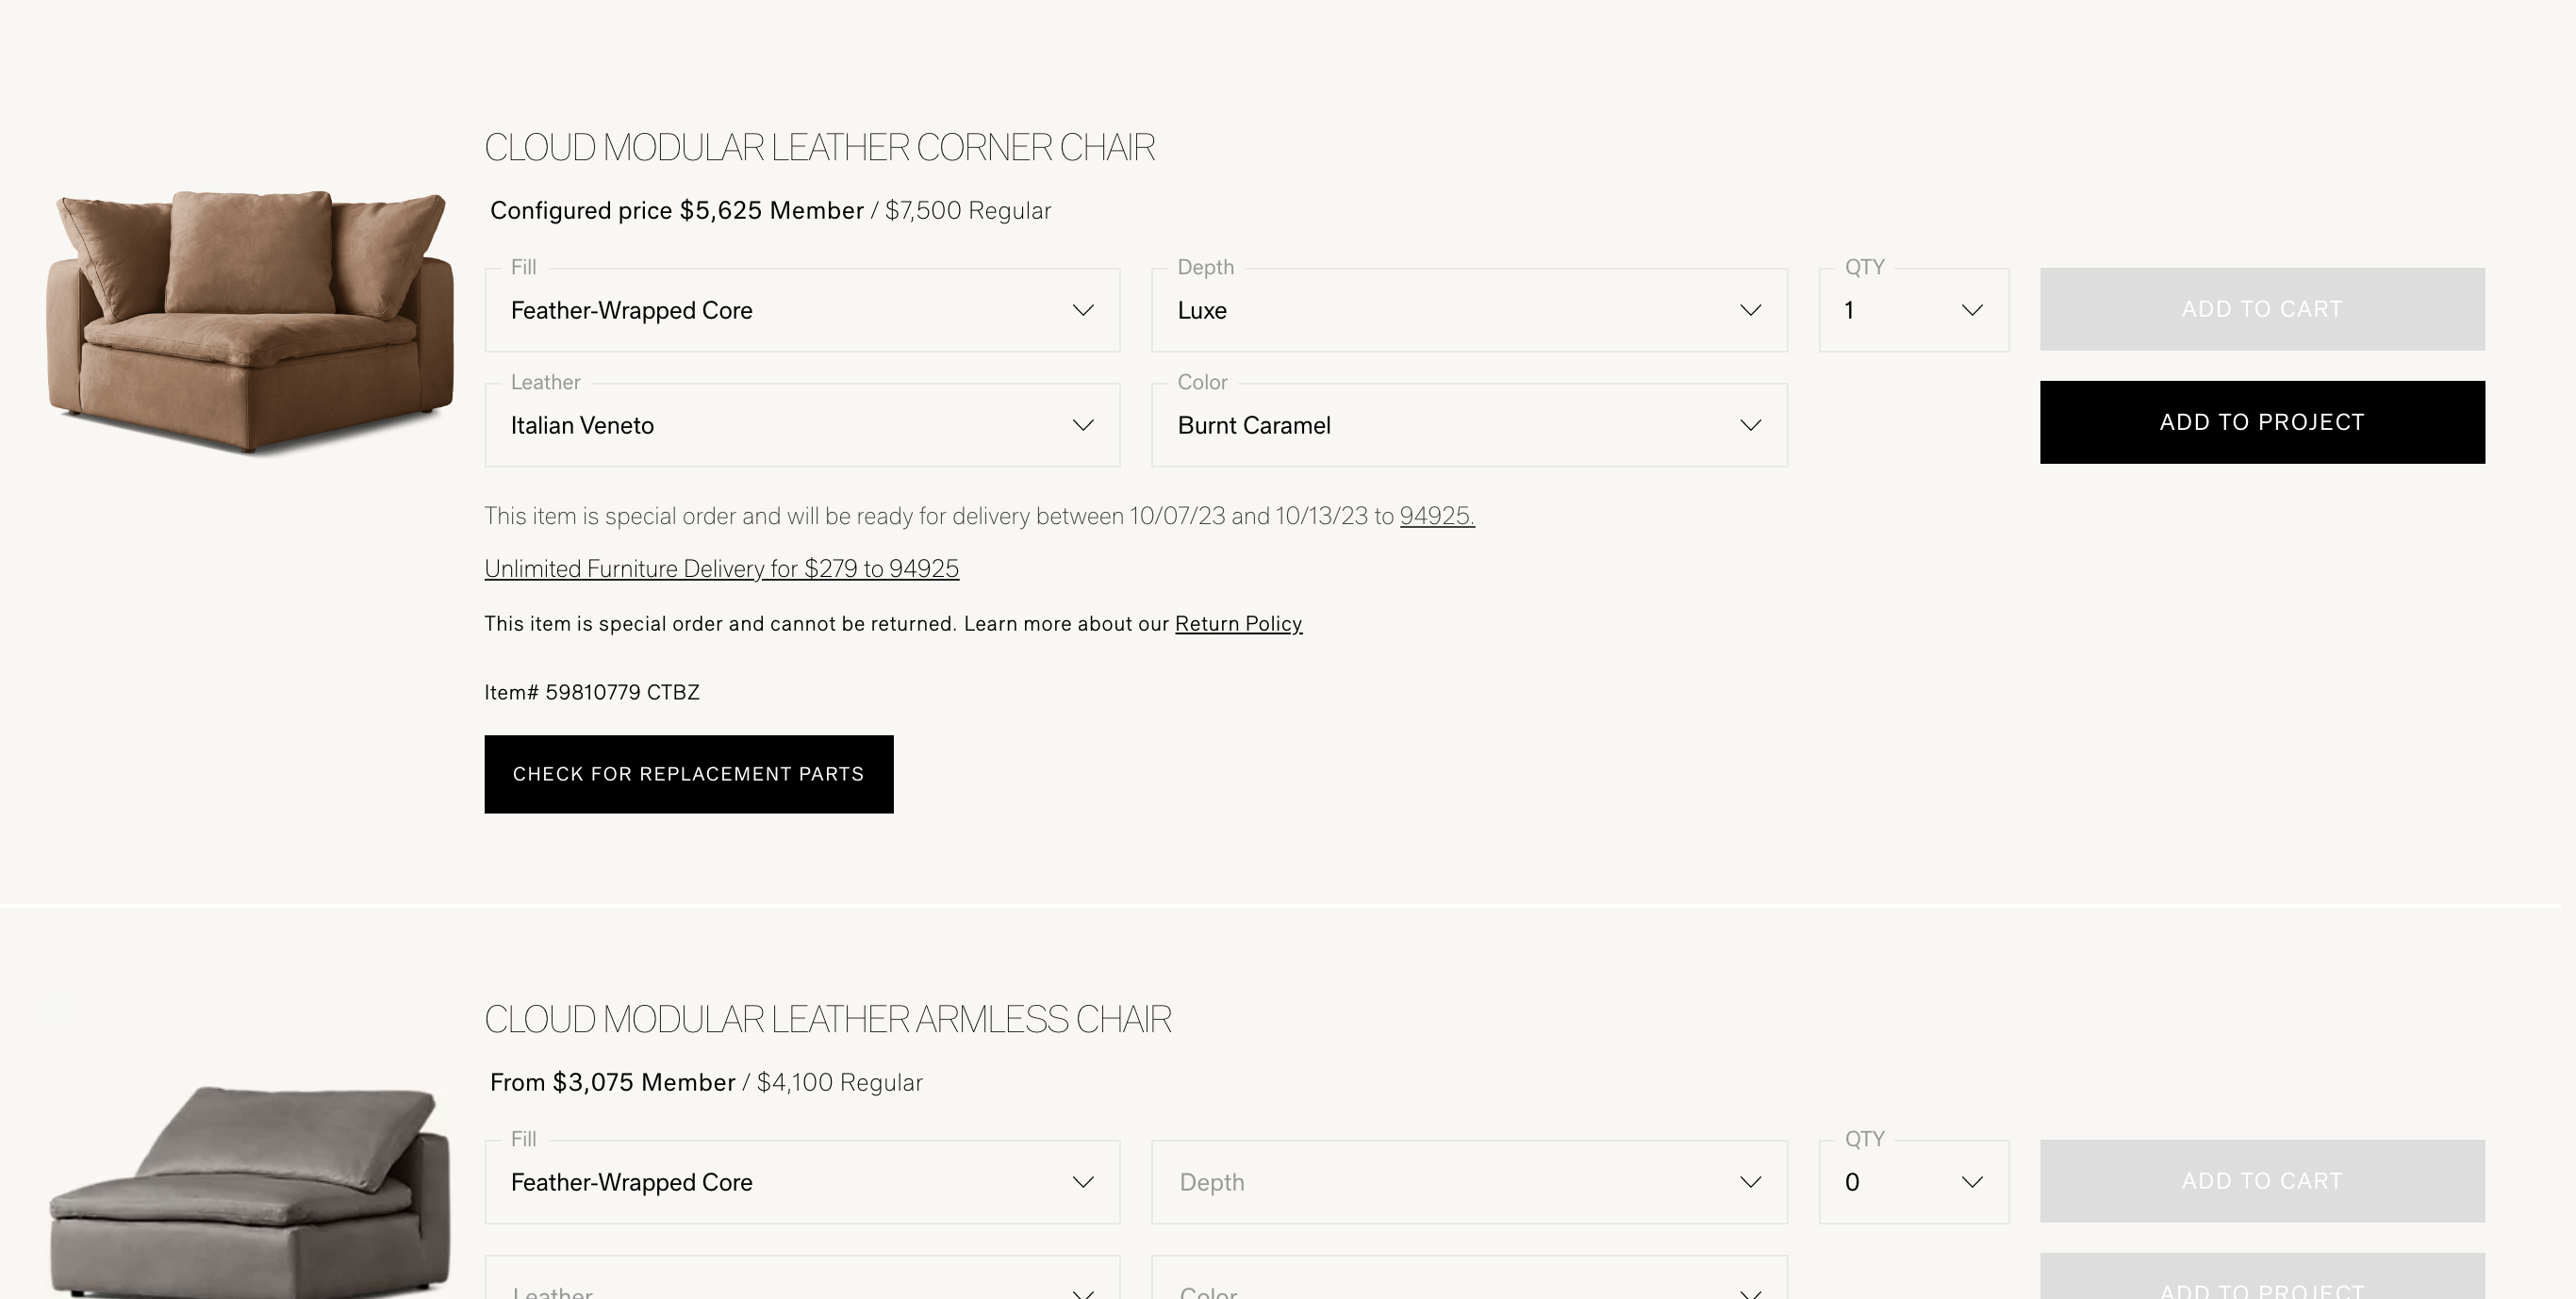 CLOUD MODULAR LEATHER CORNER CHAIR
Configured price $5,625 Member / $7,500 Regular
Fill
Feather-Wrapped Core
Depth
Luxe
QTY
1
ADD TO CART
Leather
Italian Veneto
Color
Burnt Caramel
ADD TO PROJECT
This item is special order and will be ready for delivery between 10/07/23 and 10/13/23 to 94925.
Unlimited Furniture Delivery for $279 to 94925
This item is special order and cannot be returned. Learn more about our Return Policy
Item# 59810779 CTBZ
CHECK FOR REPLACEMENT PARTS
CLOUD MODULAR LEATHER ARMLESS CHAIR
From $3,075 Member / $4,100 Regular
Fill
Feather-Wrapped Core
Depth
QTY
0
ADD TO CART
Leather
Color
ADD TO PROJECT